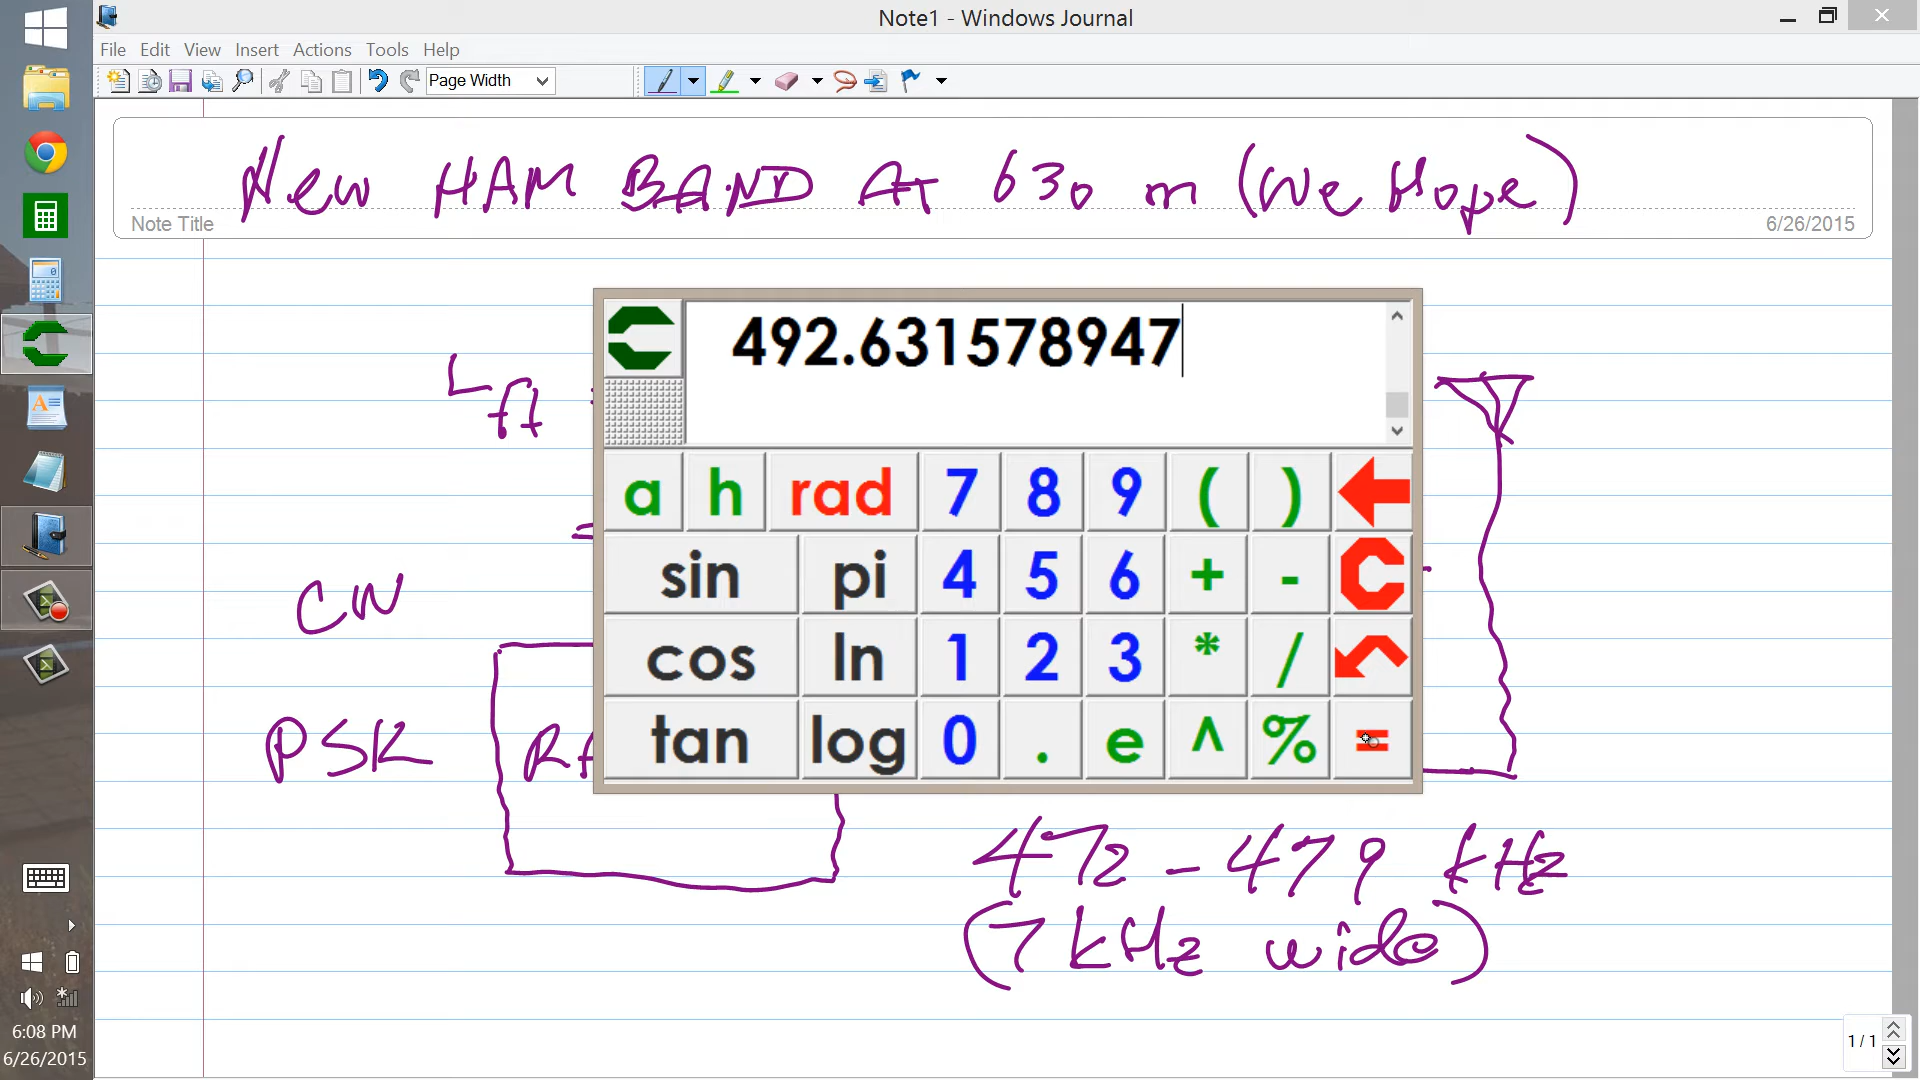 Note1 - Windows Journal
File Edit View Insert Actions Tools Help
Page Width
New HAM BAND AT 630 m (We Hope)
Note Title
6/26/2015
492.631578947
a h rad 7 8 9 ( )
sin pi 4 5 6 + - C
cos ln 1 2 3 * /
tan log 0 . e ^ % =
L ft
CW
PSK
RA
472 - 479 kHz
(7 kHz wide)
6:08 PM
6/26/2015
1 / 1